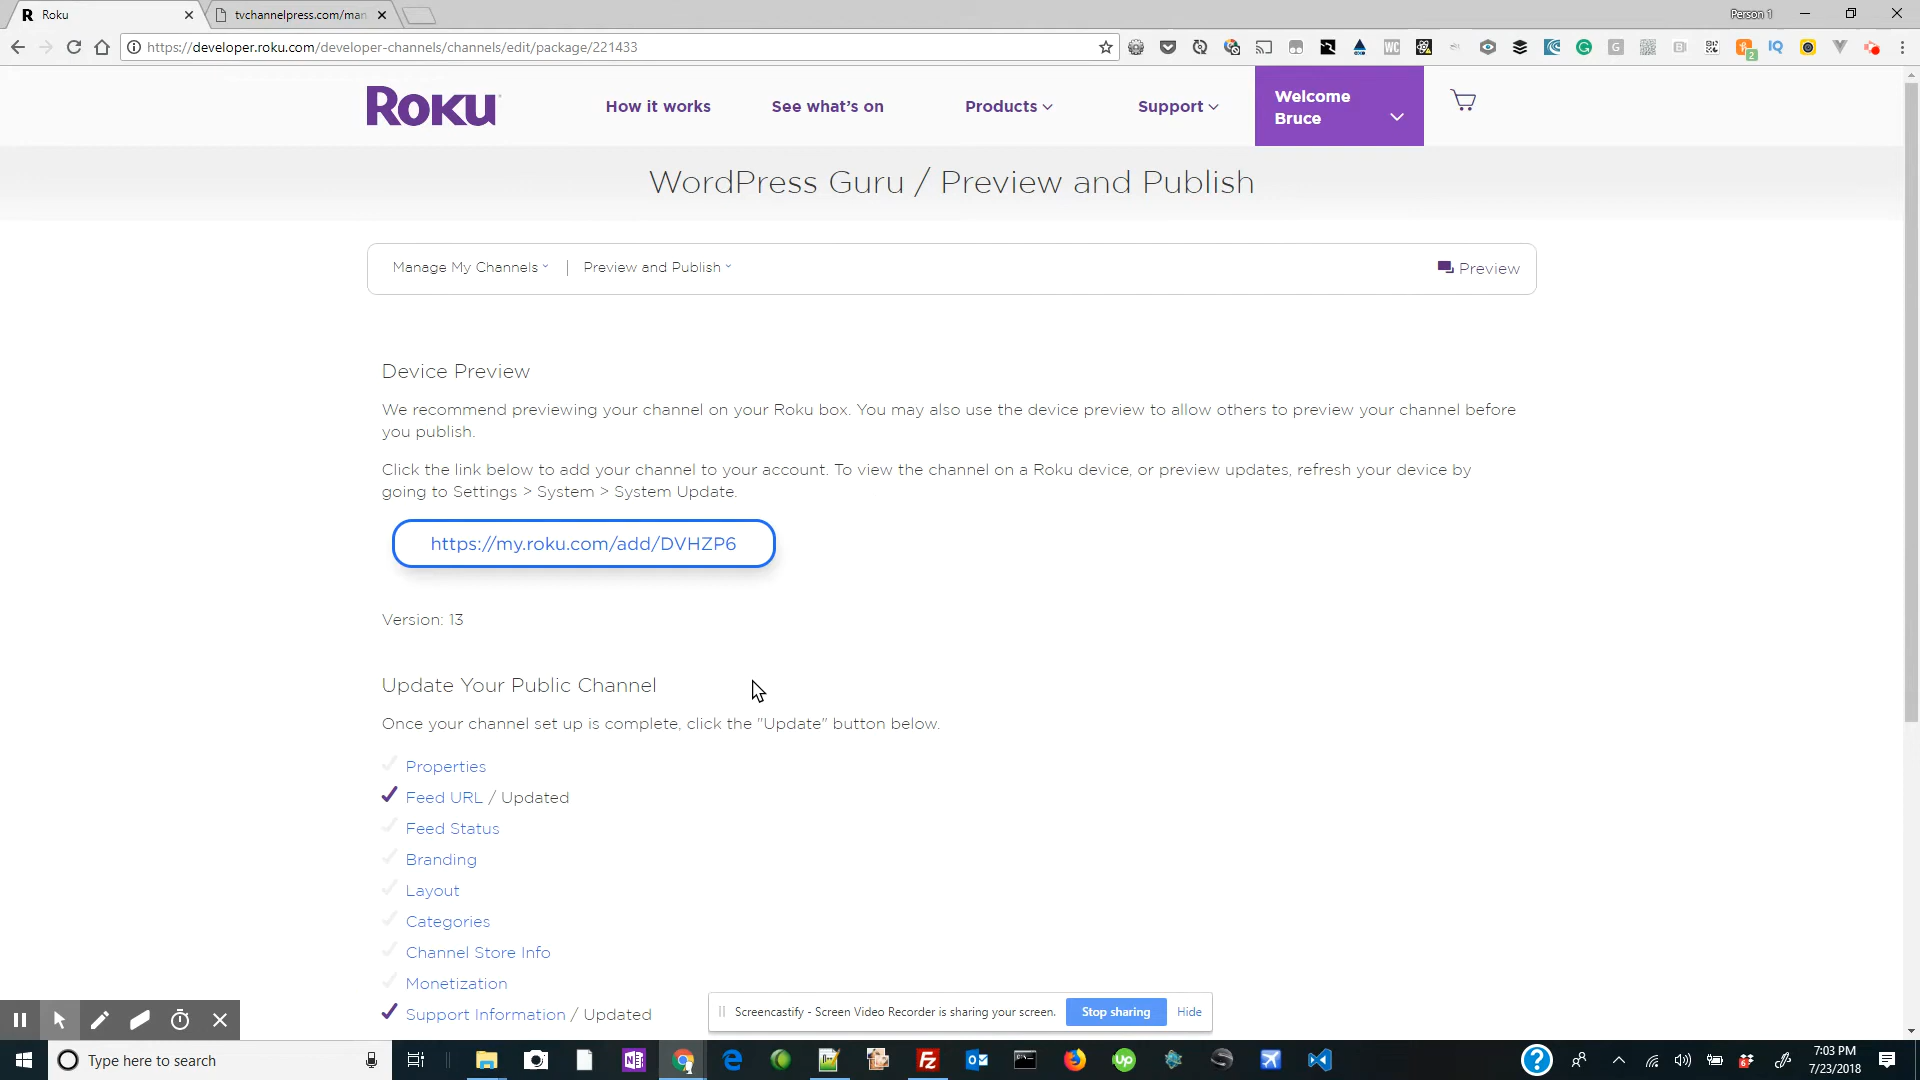 Roku
tvchannelpress.com/man
Person 1
https://developer.roku.com/developer-channels/channels/edit/package/221433
Roku
How it works
See what's on
Products
Support
Welcome
Bruce
WordPress Guru / Preview and Publish
Manage My Channels
Preview and Publish
Preview
Device Preview
We recommend previewing your channel on your Roku box. You may also use the device preview to allow others to preview your channel before
you publish.
Click the link below to add your channel to your account. To view the channel on a Roku device, or preview updates, refresh your device by
going to Settings > System > System Update.
https://my.roku.com/add/DVHZP6
Version: 13
Update Your Public Channel
Once your channel set up is complete, click the "Update" button below.
Properties
Feed URL / Updated
Feed Status
Branding
Layout
Categories
Channel Store Info
Monetization
Support Information / Updated
Screencastify - Screen Video Recorder is sharing your screen.
Stop sharing
Hide
Type here to search
7:03 PM
7/23/2018